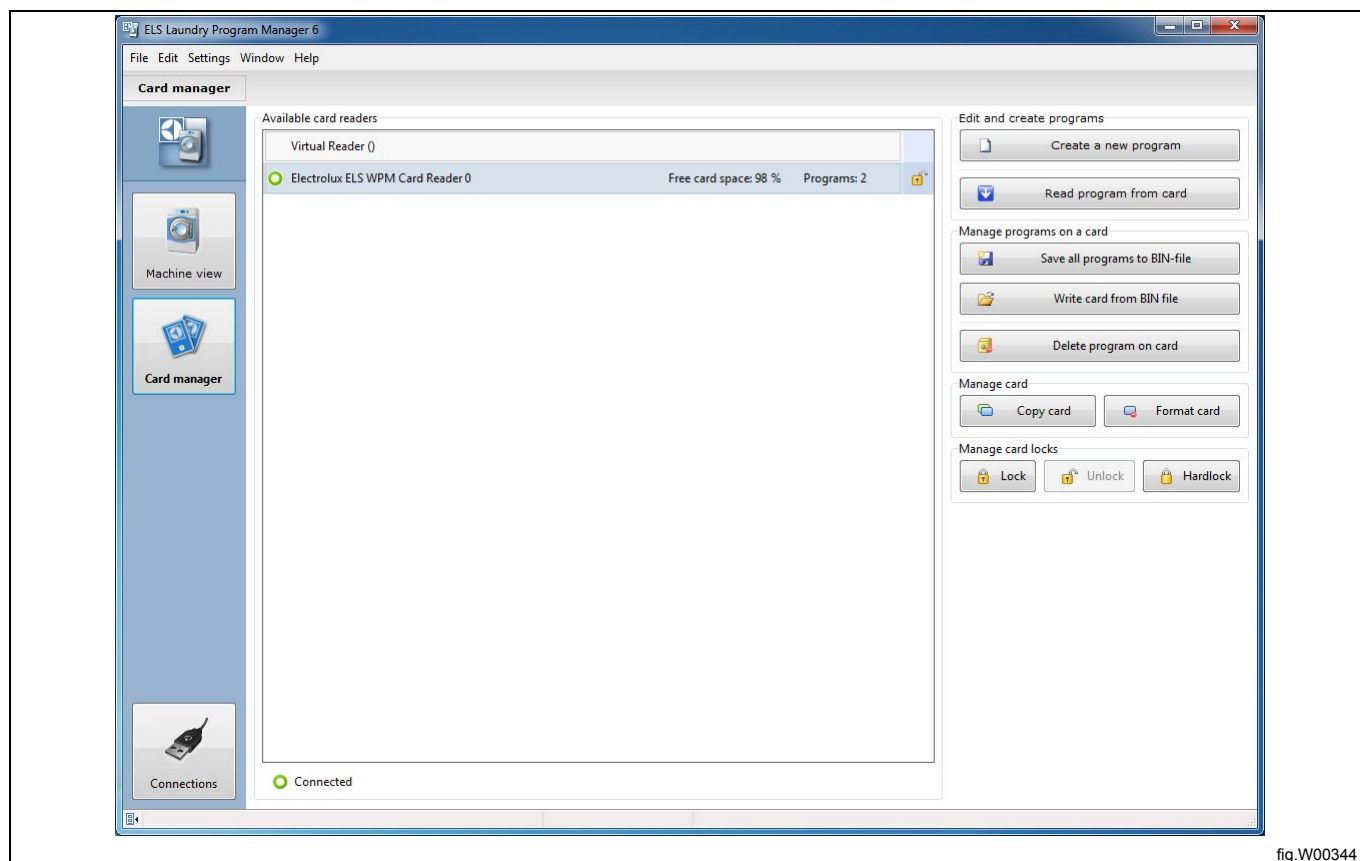 ELS Laundry Program Manager 6
File Edit Settings Window Help
Card manager
Available card readers
Virtual Reader ()
Electrolux ELS WPM Card Reader 0 Free card space: 98 % Programs: 2
Machine view
Card manager
Connections
Connected
Edit and create programs
Create a new program
Read program from card
Manage programs on a card
Save all programs to BIN-file
Write card from BIN file
Delete program on card
Manage card
Copy card Format card
Manage card locks
Lock Unlock Hardlock
fig.W00344